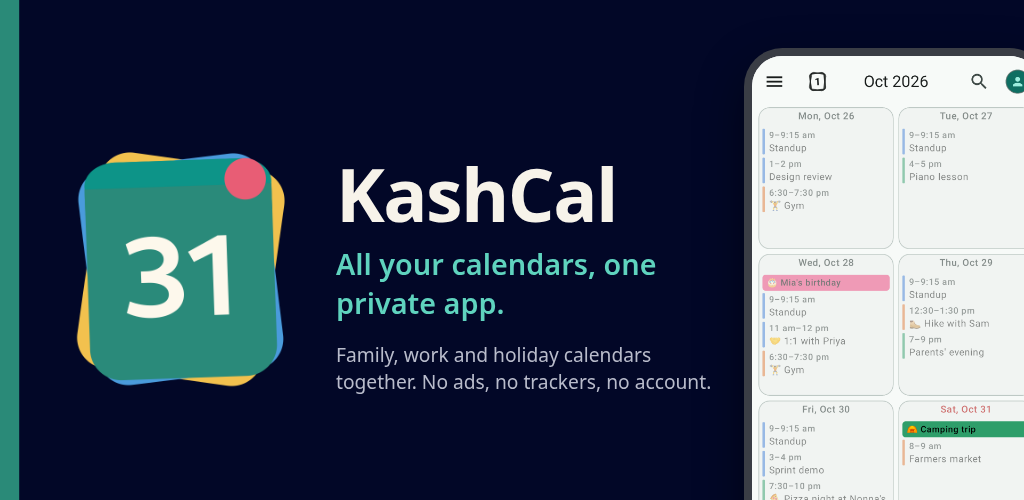 31
KashCal
All your calendars, one
private app.
Family, work and holiday calendars
together. No ads, no trackers, no account.
1
Oct 2026
Mon, Oct 26
9–9:15 am
Standup
1–2 pm
Design review
6:30–7:30 pm
🏋 Gym
Tue, Oct 27
9–9:15 am
Standup
4–5 pm
Piano lesson
Wed, Oct 28
Mia's birthday
9–9:15 am
Standup
11 am–12 pm
1:1 with Priya
6:30–7:30 pm
🏋 Gym
Thu, Oct 29
9–9:15 am
Standup
12:30–1:30 pm
🥾 Hike with Sam
7–9 pm
Parents' evening
Fri, Oct 30
9–9:15 am
Standup
3–4 pm
Sprint demo
7:30–10 pm
🍕 Pizza night at Nonna's
Sat, Oct 31
Camping trip
8–9 am
Farmers market